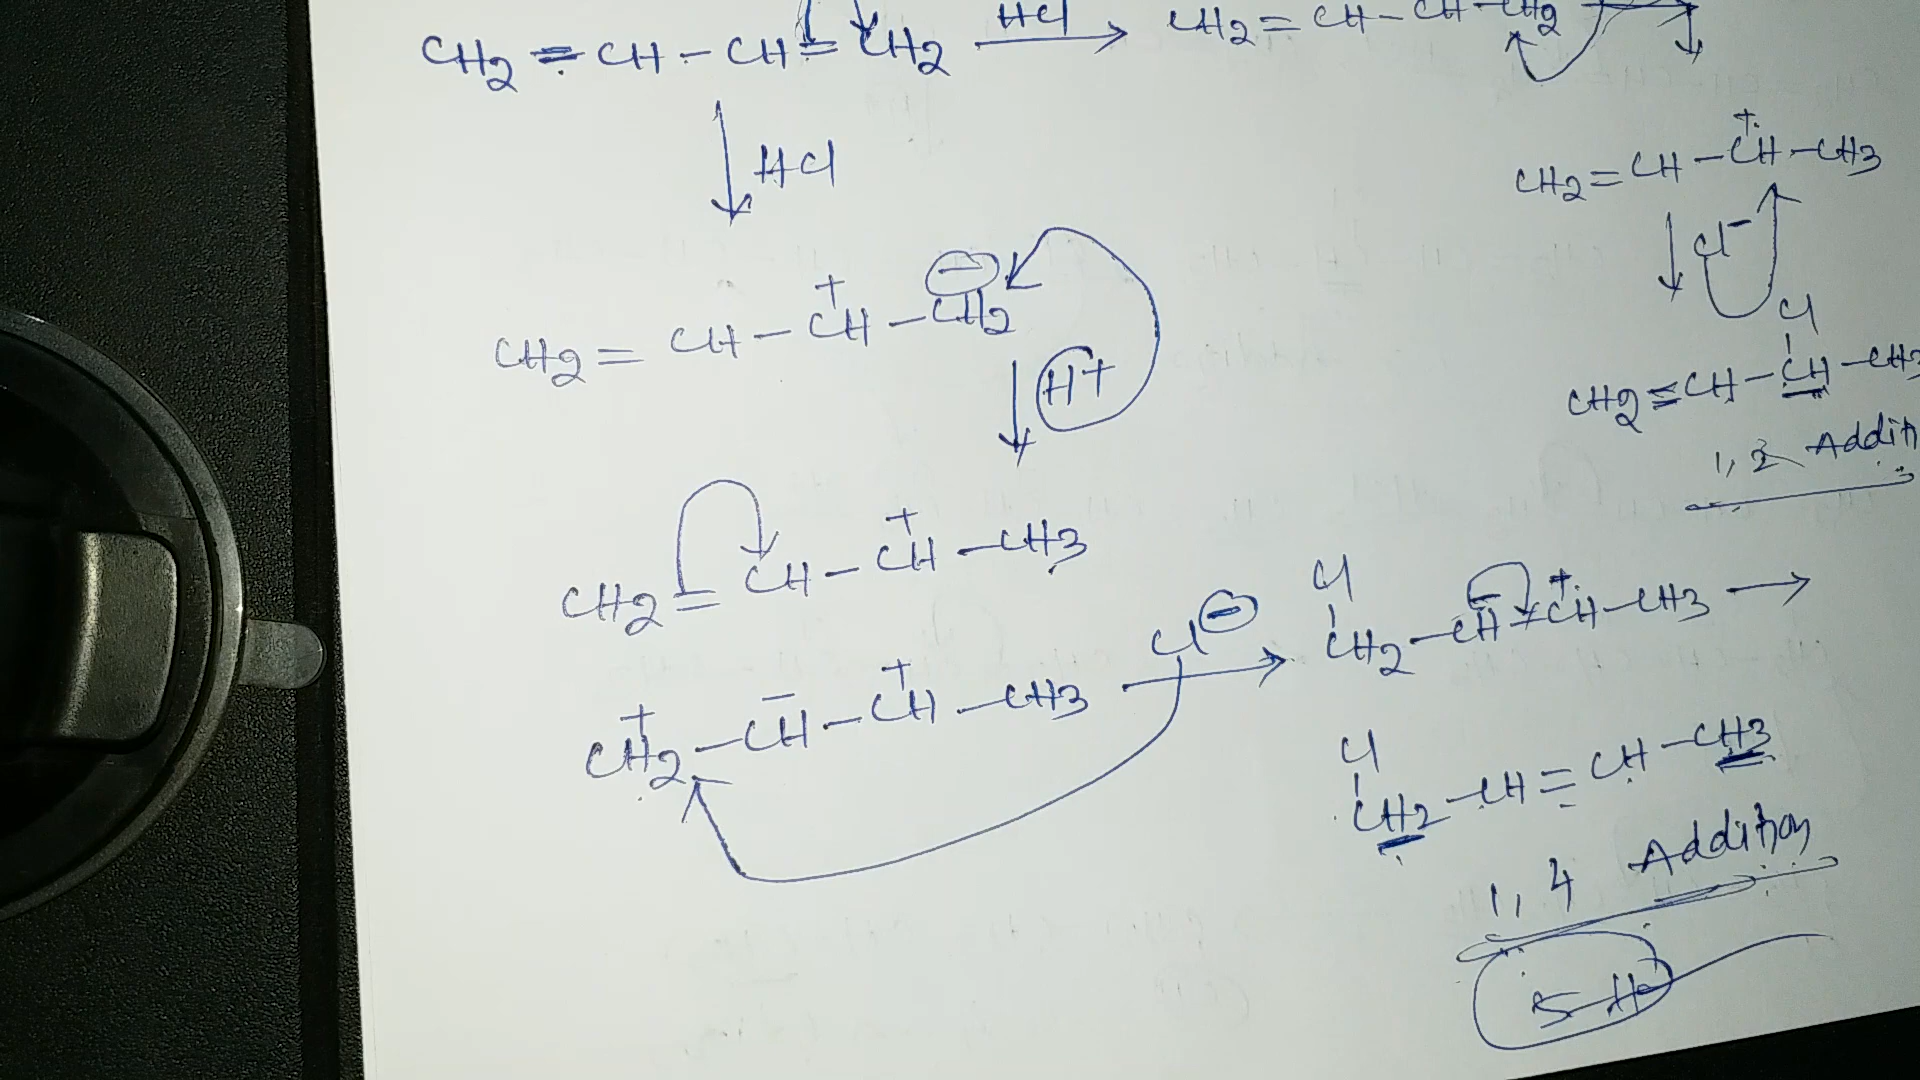 CH2 = CH - CH = CH2 HCl → CH2 = CH - CH - CH2
↓ HCl
CH2 = CH - CH+ - CH3
↓ Cl-
CH2 = CH - CH+ - CH2-
↓ H+
Cl
CH2 = CH - CH - CH3
1, 2 Additi
CH2 = CH - CH+ - CH3
Cl
CH2+ - CH- - CH+ - CH3 Cl- → CH2 - CH- - CH+ - CH3 →
Cl
CH2 - CH = CH - CH3
1, 4 Addition